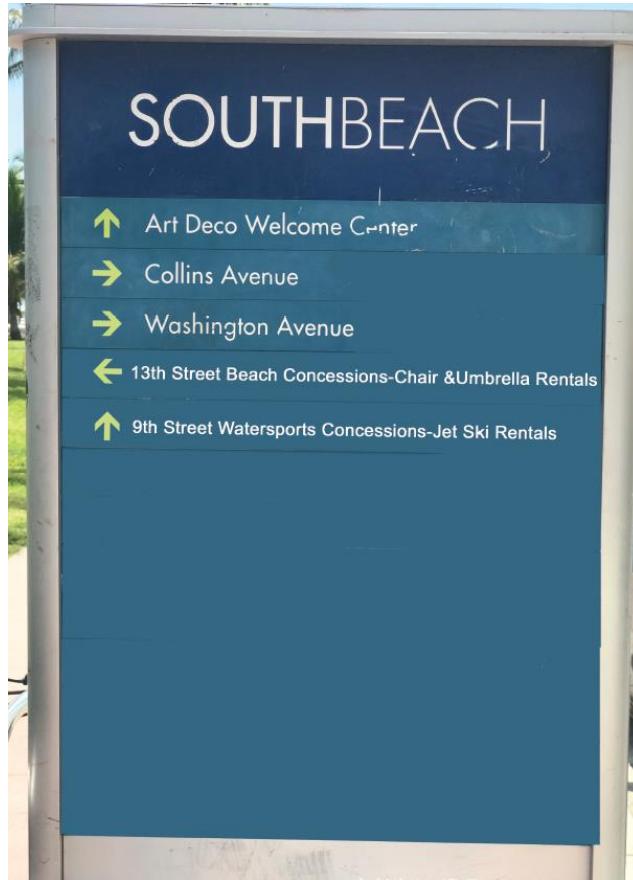 SOUTHBEACH
Art Deco Welcome Center
Collins Avenue
Washington Avenue
13th Street Beach Concessions-Chair &Umbrella Rentals
9th Street Watersports Concessions-Jet Ski Rentals